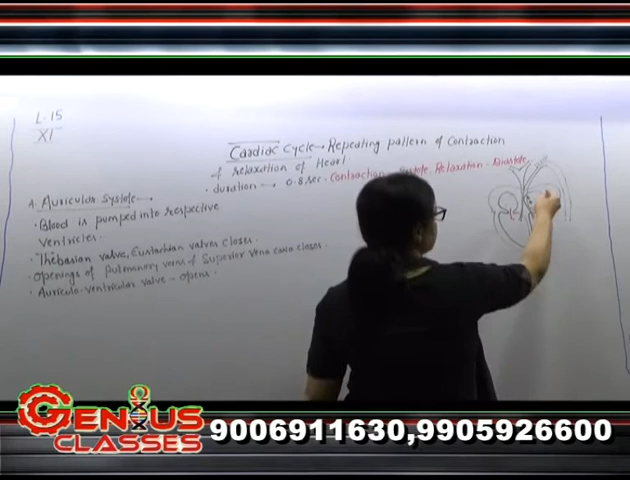 L.15
XI
Cardiac Cycle → Repeating pattern of Contraction
& relaxation of Heart.
· duration → 0.8 sec. Contraction - Systole, Relaxation - Diastole
A. Auricular Systole →
· Blood is pumped into respective
ventricles.
· Thebasian valve, Eustachian valves closes.
· Openings of Pulmonary veins & Superior vena cava closes.
· Auriculo-ventricular valve - opens.
GENIUS
CLASSES
9006911630,9905926600